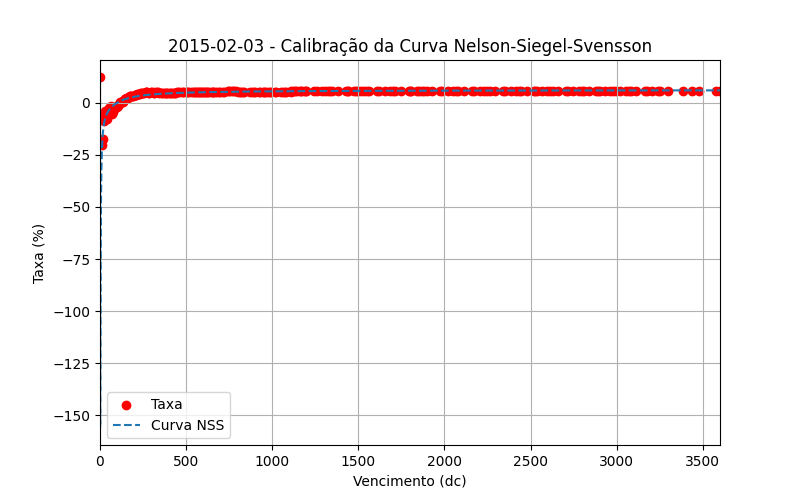 2015-02-03 - Calibração da Curva Nelson-Siegel-Svensson
Taxa (%)
0
−25
−50
−75
−100
−125
−150
Taxa
Curva NSS
0 500 1000 1500 2000 2500 3000 3500
Vencimento (dc)